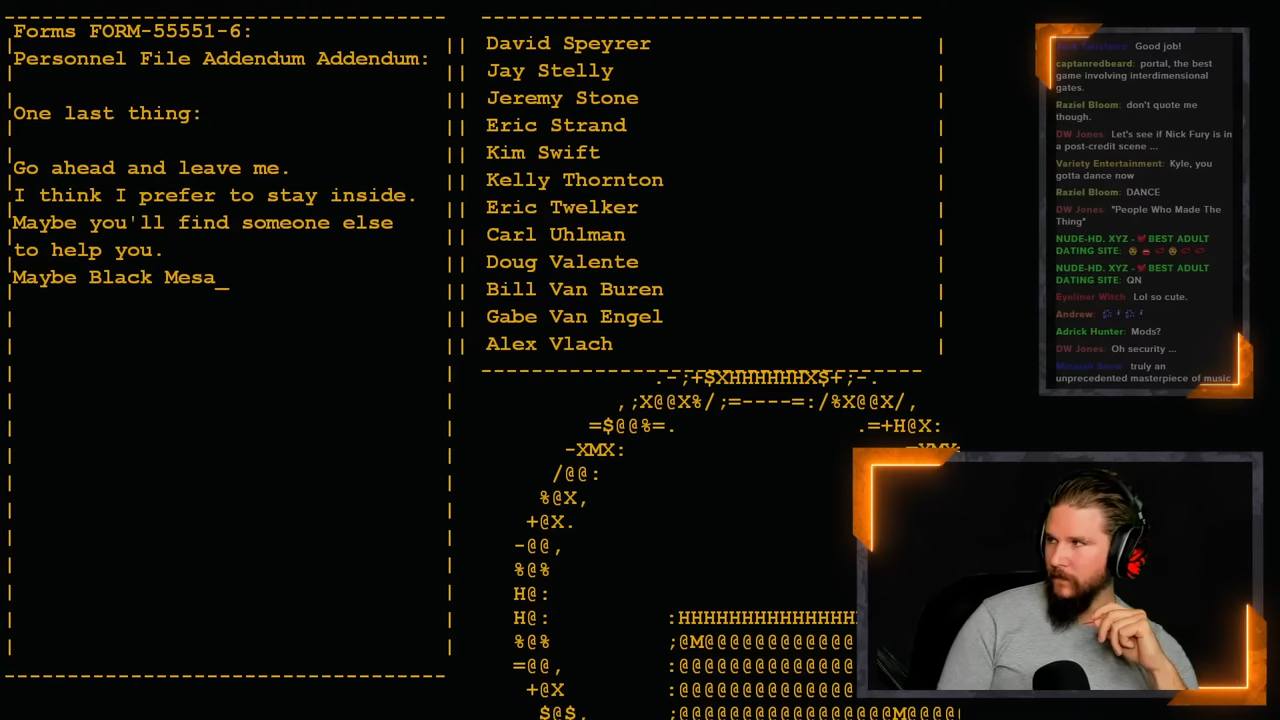 Forms FORM-55551-6:
Personnel File Addendum Addendum:
One last thing:
Go ahead and leave me.
I think I prefer to stay inside.
Maybe you'll find someone else
to help you.
Maybe Black Mesa_
David Speyrer
Jay Stelly
Jeremy Stone
Eric Strand
Kim Swift
Kelly Thornton
Eric Twelker
Carl Uhlman
Doug Valente
Bill Van Buren
Gabe Van Engel
Alex Vlach
Good job!
captanredbeard: portal, the best
game involving interdimensional
gates.
Raziel Bloom: don't quote me
though.
DW Jones: Let's see if Nick Fury is in
a post-credit scene ...
Variety Entertainment: Kyle, you
gotta dance now
Raziel Bloom: DANCE
DW Jones: "People Who Made The
Thing"
NUDE-HD. XYZ - BEST ADULT
DATING SITE:
NUDE-HD. XYZ - BEST ADULT
DATING SITE: QN
Eyeliner Witch: Lol so cute.
Andrew:
Adrick Hunter: Mods?
DW Jones: Oh security ...
truly an
unprecedented masterpiece of music